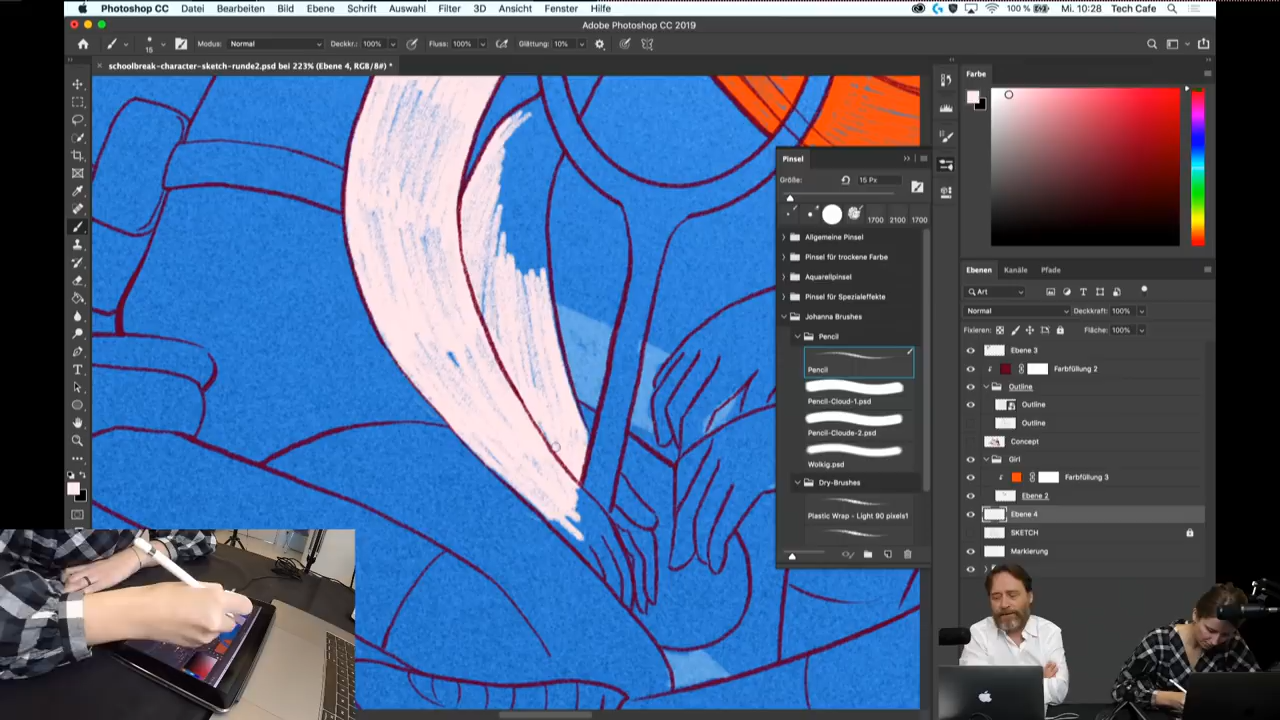 Photoshop CC Datei Bearbeiten Bild Ebene Schrift Auswahl Filter 3D Ansicht Fenster Hilfe 100 % Mi. 10:28 Tech Cafe
Adobe Photoshop CC 2019
15 Modus: Normal Deckkr.: 100% Fluss: 100% Glättung: 10%
schoolbreak-character-sketch-runde2.psd bei 223% (Ebene 4, RGB/8#) *
Farbe
Pinsel
Größe: 15 Px
1700 2100 1700
Allgemeine Pinsel
Pinsel für trockene Farbe
Aquarellpinsel
Pinsel für Spezialeffekte
Johanna Brushes
Pencil
Pencil
Pencil-Cloud-1.psd
Pencil-Cloude-2.psd
Wolkig.psd
Dry-Brushes
Plastic Wrap - Light 90 pixels1
Ebenen Kanäle Pfade
Art
Normal Deckkraft: 100%
Fixieren: Fläche: 100%
Ebene 3
Farbfüllung 2
Outline
Outline
Outline
Concept
Girl
Farbfüllung 3
Ebene 2
Ebene 4
SKETCH
Markierung